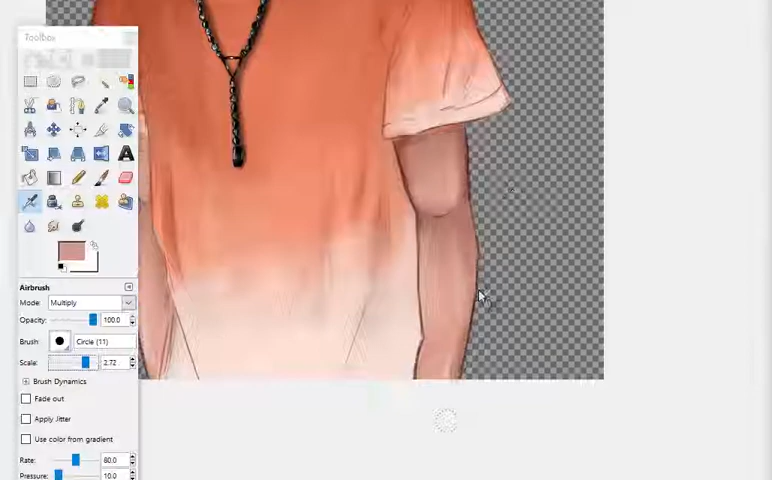 Toolbox
Airbrush
Mode: Multiply
Opacity: 100.0
Brush: Circle (11)
Scale: 2.72
Brush Dynamics
Fade out
Apply Jitter
Use color from gradient
Rate: 80.0
Pressure: 10.0